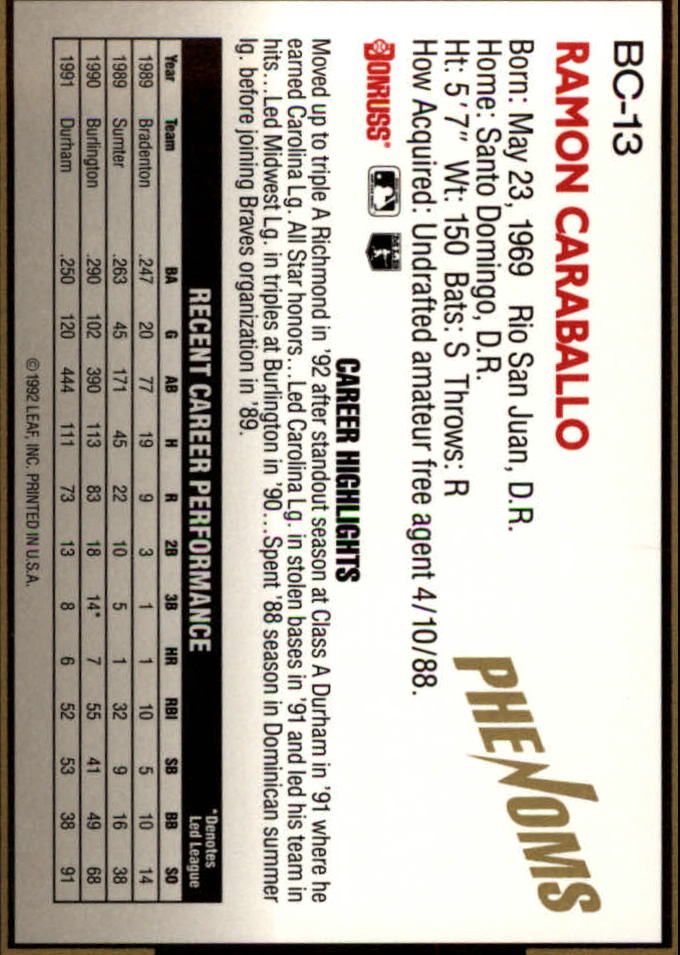 BC-13
RAMON CARABALLO
Born: May 23, 1969 Rio San Juan, D.R.
Home: Santo Domingo, D.R.
Ht: 5'7" Wt: 150 Bats: S Throws: R
How Acquired: Undrafted amateur free agent 4/10/88.
PHENOMS
DONRUSS®
CAREER HIGHLIGHTS
Moved up to triple A Richmond in '92 after standout season at Class A Durham in '91 where he
earned Carolina Lg. All Star honors...Led Carolina Lg. in stolen bases in '91 and led his team in
hits...Led Midwest Lg. in triples at Burlington in '90...Spent '88 season in Dominican summer
lg. before joining Braves organization in '89.
RECENT CAREER PERFORMANCE
*Denotes
Led League
Year Team BA G AB H R 2B 3B HR RBI SB BB SO
1989 Bradenton .247 20 77 19 9 3 1 1 10 5 10 14
1989 Sumter .263 45 171 45 22 10 5 1 32 9 16 38
1990 Burlington .290 102 390 113 83 18 14* 7 55 41 49 68
1991 Durham .250 120 444 111 73 13 8 6 52 53 38 91
©1992 LEAF, INC. PRINTED IN U.S.A.